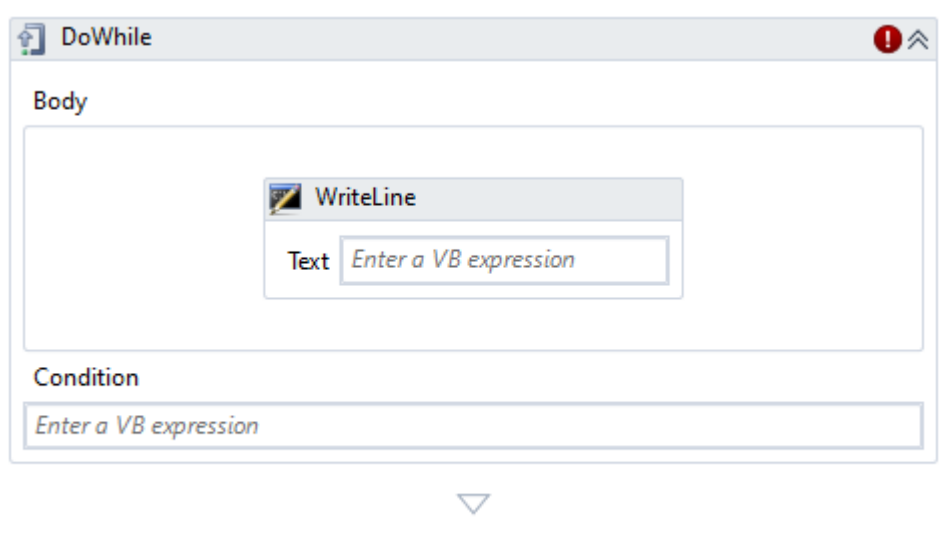 DoWhile
Body
WriteLine
Text Enter a VB expression
Condition
Enter a VB expression